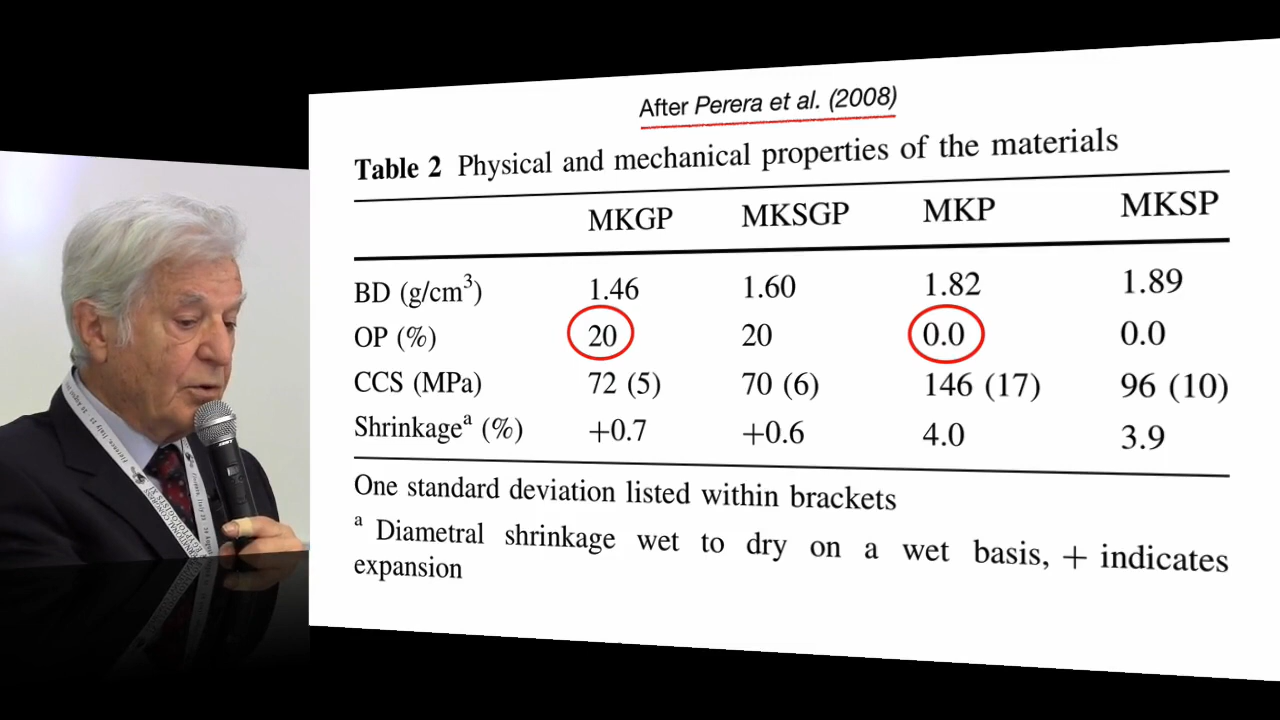 After Perera et al. (2008)
Table 2 Physical and mechanical properties of the materials
MKGP MKSGP MKP MKSP
BD (g/cm³) 1.46 1.60 1.82 1.89
OP (%) 20 20 0.0 0.0
CCS (MPa) 72 (5) 70 (6) 146 (17) 96 (10)
Shrinkageᵃ (%) +0.7 +0.6 4.0 3.9
One standard deviation listed within brackets
ᵃ Diametral shrinkage wet to dry on a wet basis, + indicates
expansion